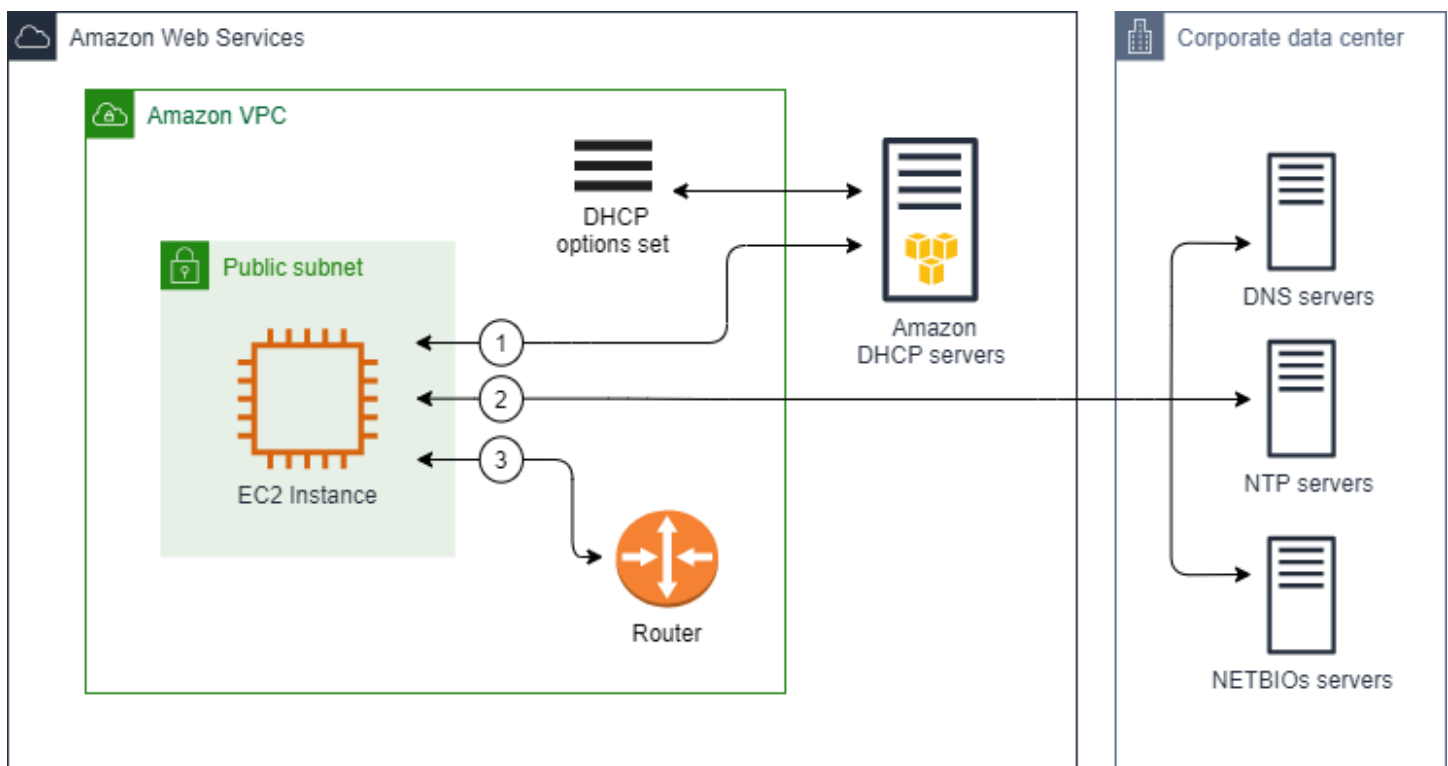 Amazon Web Services
Corporate data center
Amazon VPC
DHCP
options set
Public subnet
Amazon
DHCP servers
1
2
3
EC2 Instance
Router
DNS servers
NTP servers
NETBIOs servers